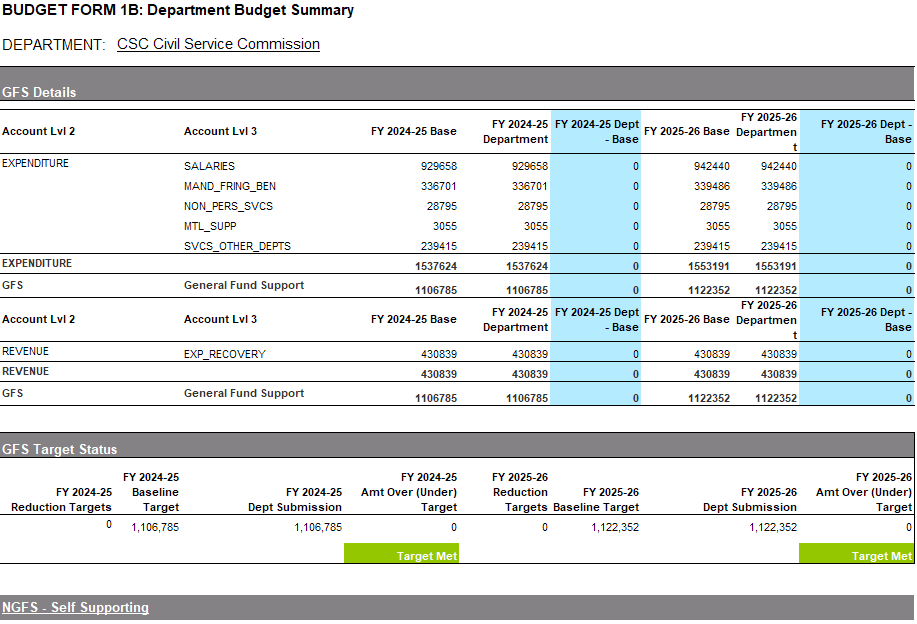 BUDGET FORM 1B: Department Budget Summary
DEPARTMENT: CSC Civil Service Commission
GFS Details
Account Lvl 2 Account Lvl 3 FY 2024-25 Base FY 2024-25 Department FY 2024-25 Dept - Base FY 2025-26 Base FY 2025-26 Departmen t FY 2025-26 Dept - Base
EXPENDITURE SALARIES 929658 929658 0 942440 942440 0
MAND_FRING_BEN 336701 336701 0 339486 339486 0
NON_PERS_SVCS 28795 28795 0 28795 28795 0
MTL_SUPP 3055 3055 0 3055 3055 0
SVCS_OTHER_DEPTS 239415 239415 0 239415 239415 0
EXPENDITURE 1537624 1537624 0 1553191 1553191 0
GFS General Fund Support 1106785 1106785 0 1122352 1122352 0
Account Lvl 2 Account Lvl 3 FY 2024-25 Base FY 2024-25 Department FY 2024-25 Dept - Base FY 2025-26 Base FY 2025-26 Departmen t FY 2025-26 Dept - Base
REVENUE EXP_RECOVERY 430839 430839 0 430839 430839 0
REVENUE 430839 430839 0 430839 430839 0
GFS General Fund Support 1106785 1106785 0 1122352 1122352 0
GFS Target Status
FY 2024-25 Reduction Targets FY 2024-25 Baseline Target FY 2024-25 Dept Submission FY 2024-25 Amt Over (Under) Target FY 2025-26 Reduction Targets FY 2025-26 Baseline Target FY 2025-26 Dept Submission FY 2025-26 Amt Over (Under) Target
0 1,106,785 1,106,785 0 0 1,122,352 1,122,352 0
Target Met Target Met
NGFS - Self Supporting